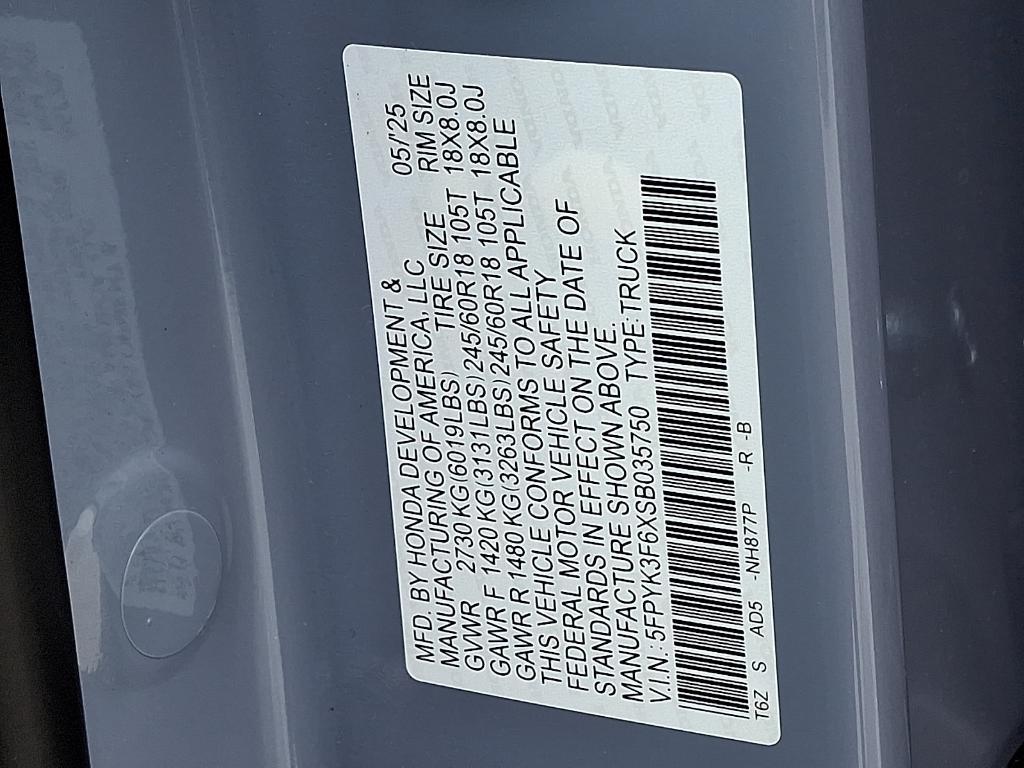 MFD. BY HONDA DEVELOPMENT & 05/'25
MANUFACTURING OF AMERICA, LLC
GVWR 2730 KG(6019LBS) TIRE SIZE RIM SIZE
GAWR F 1420 KG(3131LBS) 245/60R18 105T 18X8.0J
GAWR R 1480 KG(3263LBS) 245/60R18 105T 18X8.0J
THIS VEHICLE CONFORMS TO ALL APPLICABLE
FEDERAL MOTOR VEHICLE SAFETY
STANDARDS IN EFFECT ON THE DATE OF
MANUFACTURE SHOWN ABOVE.
V.I.N.:5FPYK3F6XSB035750 TYPE:TRUCK
T6Z S AD5 -NH877P -R -B